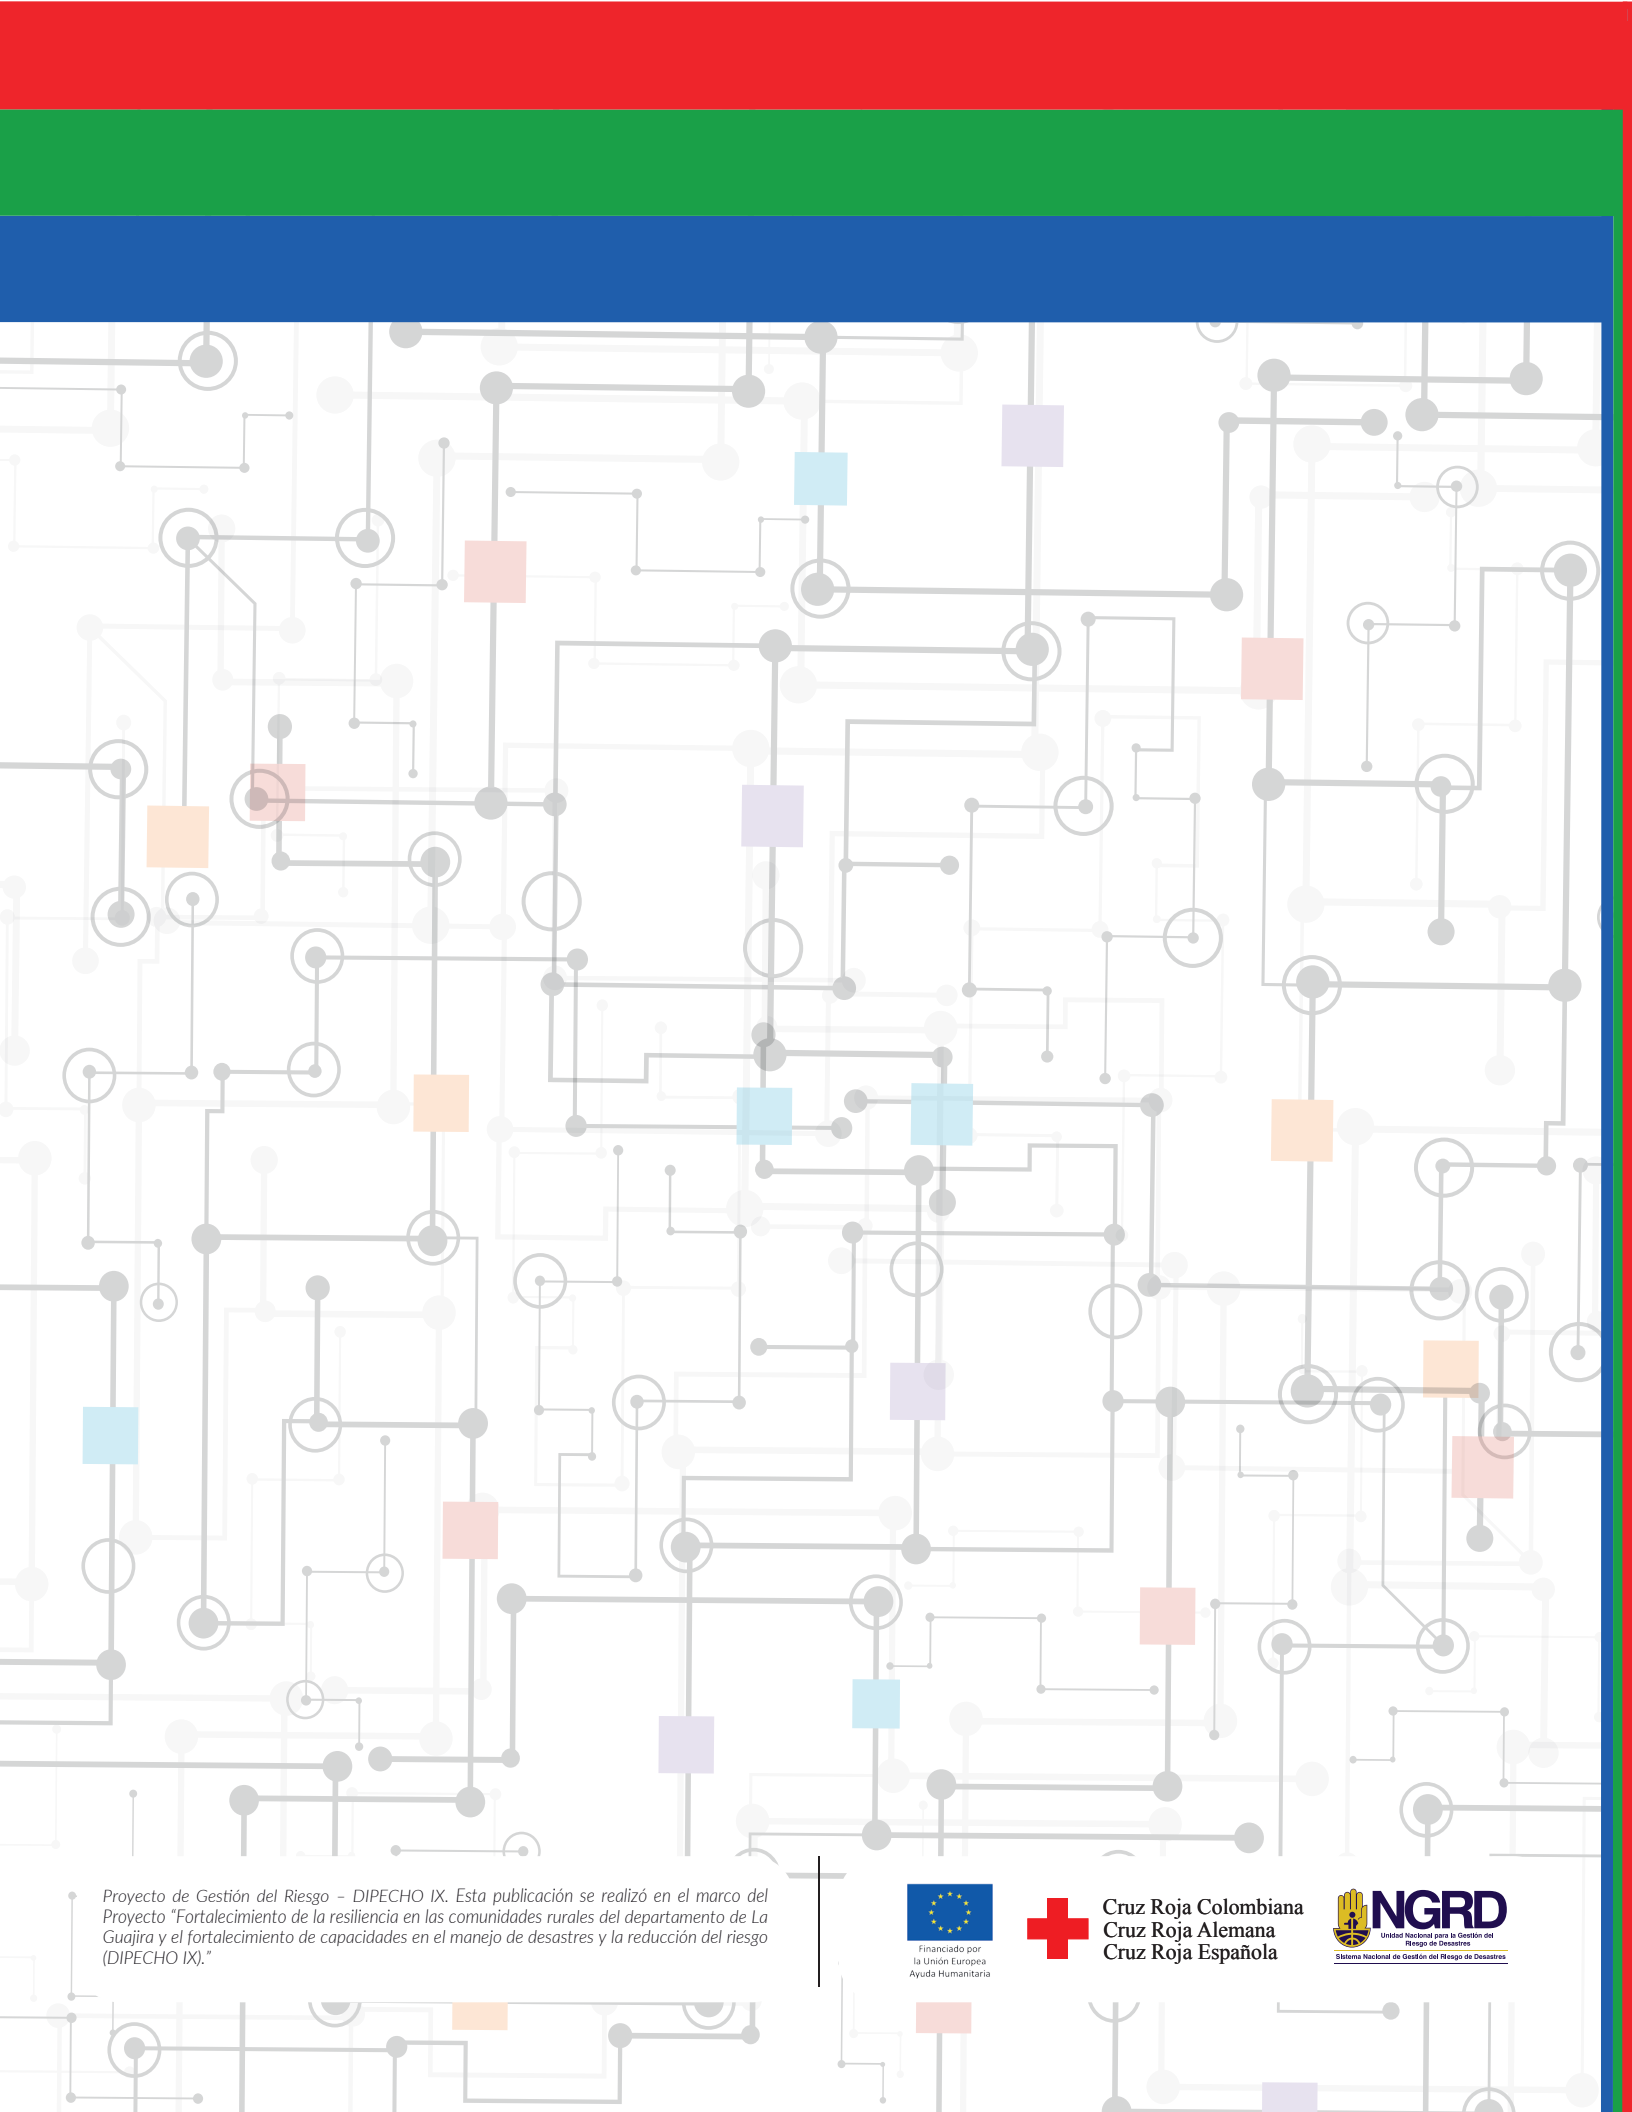 Proyecto de Gestión del Riesgo – DIPECHO IX. Esta publicación se realizó en el marco del
Proyecto “Fortalecimiento de la resiliencia en las comunidades rurales del departamento de La
Guajira y el fortalecimiento de capacidades en el manejo de desastres y la reducción del riesgo
(DIPECHO IX).”
Financiado por
la Unión Europea
Ayuda Humanitaria
Cruz Roja Colombiana
Cruz Roja Alemana
Cruz Roja Española
NGRD
Unidad Nacional para la Gestión del
Riesgo de Desastres
Sistema Nacional de Gestión del Riesgo de Desastres